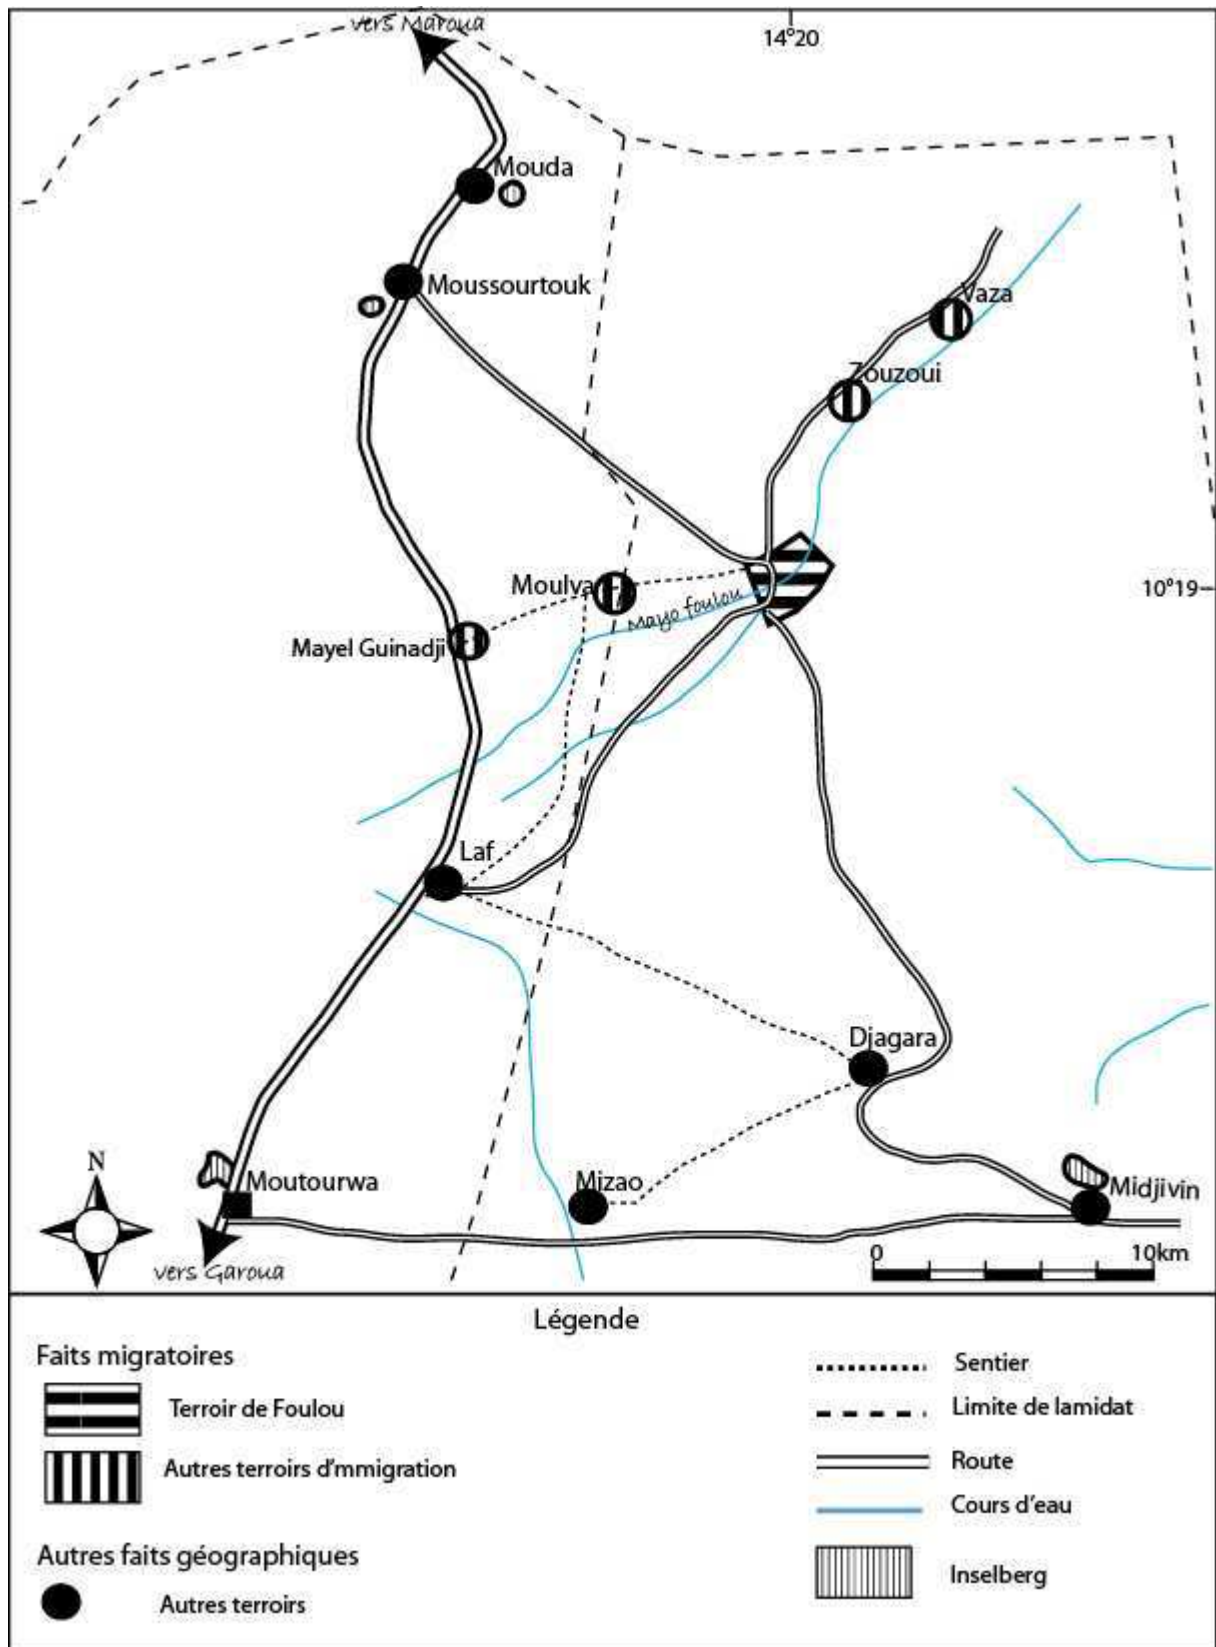 vers Maroua
14°20
Mouda
Moussourtouk
Vaza
Zouzoui
Moulva
Mayo foulou
10°19
Mayel Guinadji
Laf
Djagara
N
Moutourwa
Mizao
Midjivin
0 10km
vers Garoua
Légende
Faits migratoires
Terroir de Foulou
Autres terroirs d'mmigration
Autres faits géographiques
Autres terroirs
Sentier
Limite de lamidat
Route
Cours d'eau
Inselberg